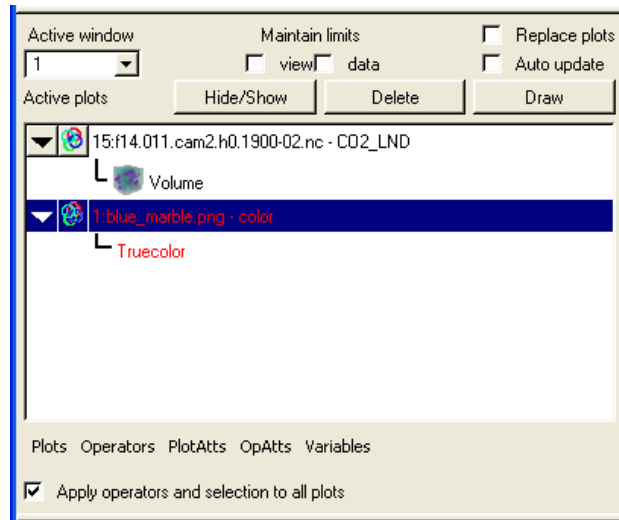 Active window Maintain limits Replace plots
1 view data Auto update
Active plots Hide/Show Delete Draw
15:f14.011.cam2.h0.1900-02.nc - CO2_LND
Volume
1:blue_marble.png - color
Truecolor
Plots Operators PlotAtts OpAtts Variables
Apply operators and selection to all plots